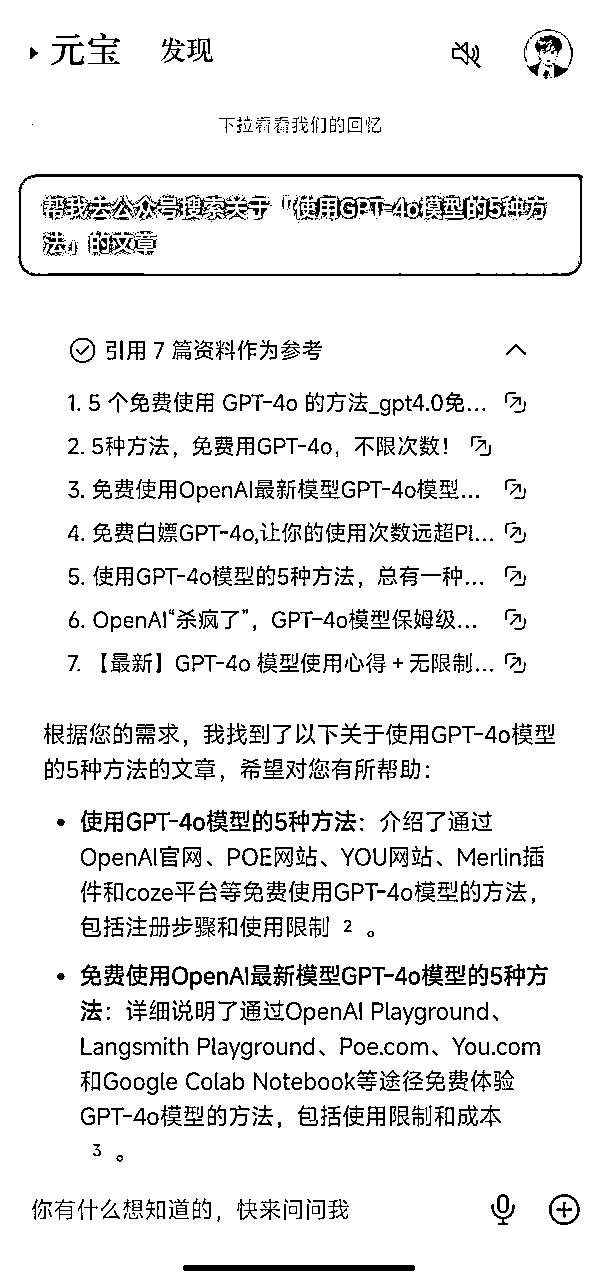 元宝 发现
下拉看看我们的回忆
帮我去公众号搜索关于『使用GPT-4o模型的5种方
法』的文章
引用 7 篇资料作为参考
1. 5 个免费使用 GPT-4o 的方法_gpt4.0免...
2. 5种方法，免费用GPT-4o，不限次数！
3. 免费使用OpenAI最新模型GPT-4o模型...
4. 免费白嫖GPT-4o,让你的使用次数远超Pl...
5. 使用GPT-4o模型的5种方法，总有一种...
6. OpenAI“杀疯了”，GPT-4o模型保姆级...
7. 【最新】GPT-4o 模型使用心得 + 无限制...
根据您的需求，我找到了以下关于使用GPT-4o模型
的5种方法的文章，希望对您有所帮助：
• 使用GPT-4o模型的5种方法：介绍了通过
OpenAI官网、POE网站、YOU网站、Merlin插
件和coze平台等免费使用GPT-4o模型的方法，
包括注册步骤和使用限制 2 。
• 免费使用OpenAI最新模型GPT-4o模型的5种方
法：详细说明了通过OpenAI Playground、
Langsmith Playground、Poe.com、You.com
和Google Colab Notebook等途径免费体验
GPT-4o模型的方法，包括使用限制和成本
3 。
你有什么想知道的，快来问问我